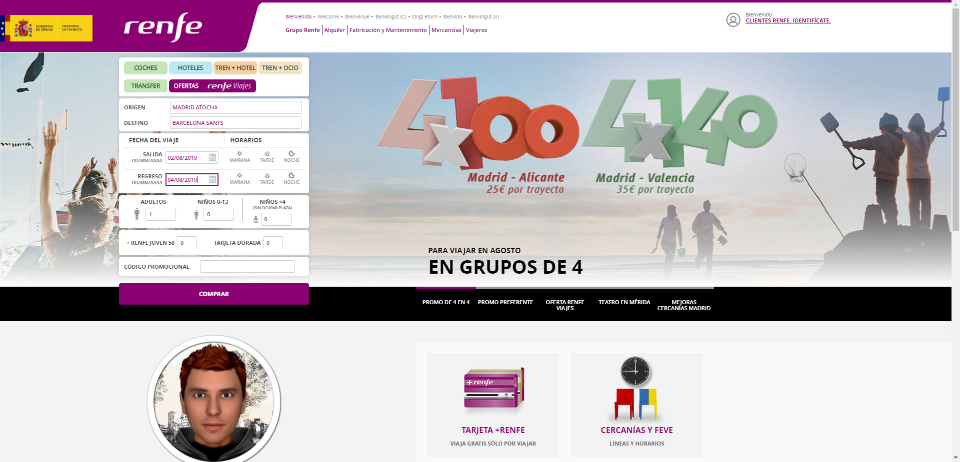 GOBIERNO DE ESPAÑA
MINISTERIO DE FOMENTO
renfe
Bienvenido • Welcome • Bienvenue • Benvingut (c) • Ongi etorri • Benvido • Benvingut (v)
Grupo Renfe | Alquiler | Fabricación y Mantenimiento | Mercancías | Viajeros
Bienvenido
CLIENTES RENFE. IDENTIFÍCATE.
COCHES
HOTELES
TREN + HOTEL
TREN + OCIO
TRANSFER
OFERTAS renfe Viajes
ORIGEN MADRID ATOCHA
DESTINO BARCELONA SANTS
FECHA DEL VIAJE
HORARIOS
SALIDA
DD/MM/AAAA
02/08/2019
MAÑANA TARDE NOCHE
REGRESO
DD/MM/AAAA
04/08/2019
MAÑANA TARDE NOCHE
ADULTOS
NIÑOS 0-13
NIÑOS <4
(SIN OCUPAR PLAZA)
1
0
0
+ RENFE JOVEN 50 0
TARJETA DORADA 0
CÓDIGO PROMOCIONAL
COMPRAR
4x100
Madrid - Alicante
25€ por trayecto
4x140
Madrid - Valencia
35€ por trayecto
PARA VIAJAR EN AGOSTO
EN GRUPOS DE 4
PROMO DE 4 EN 4
PROMO PREFERENTE
OFERTA RENFE
VIAJES
TEATRO EN MÉRIDA
MEJORAS
CERCANÍAS MADRID
+renfe
TARJETA +RENFE
VIAJA GRATIS SÓLO POR VIAJAR
CERCANÍAS Y FEVE
LÍNEAS Y HORARIOS